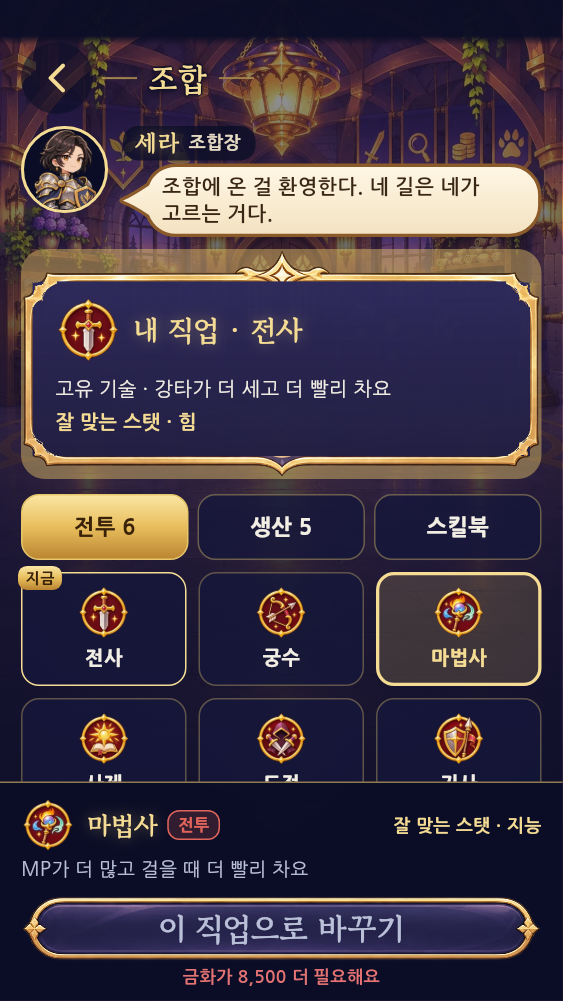 조합
세라 조합장
조합에 온 걸 환영한다. 네 길은 네가
고르는 거다.
내 직업 · 전사
고유 기술 · 강타가 더 세고 더 빨리 차요
잘 맞는 스탯 · 힘
전투 6
생산 5
스킬북
지금
전사
궁수
마법사
마법사 전투
잘 맞는 스탯 · 지능
MP가 더 많고 걸을 때 더 빨리 차요
이 직업으로 바꾸기
금화가 8,500 더 필요해요